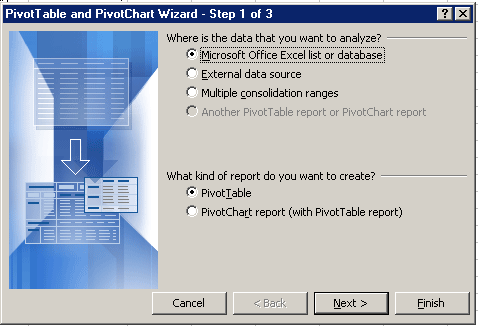 PivotTable and PivotChart Wizard - Step 1 of 3
Where is the data that you want to analyze?
Microsoft Office Excel list or database
External data source
Multiple consolidation ranges
Another PivotTable report or PivotChart report
What kind of report do you want to create?
PivotTable
PivotChart report (with PivotTable report)
Cancel < Back Next > Finish